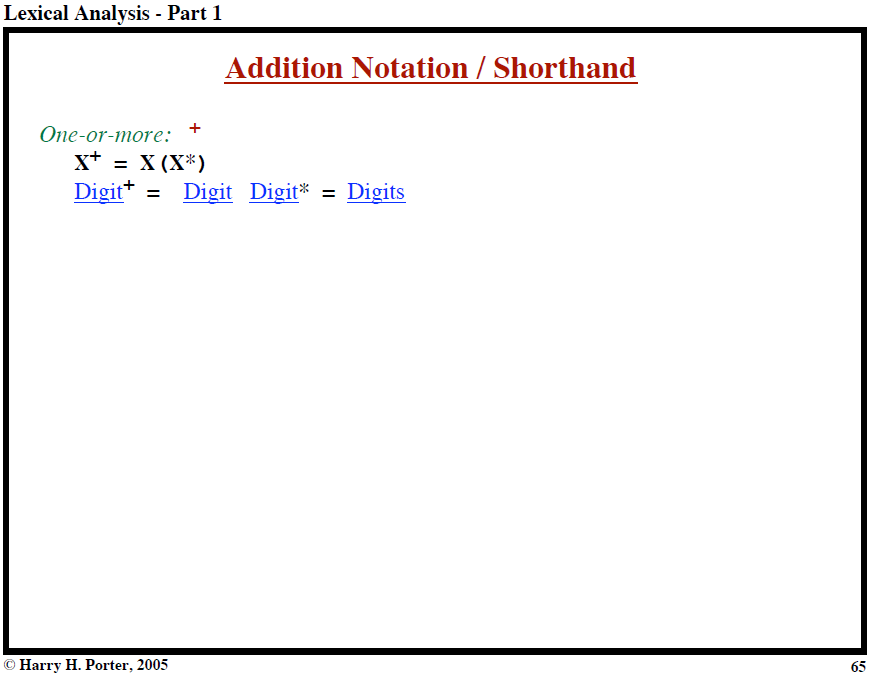 Lexical Analysis - Part 1
Addition Notation / Shorthand
One-or-more: +
X+ = X(X*)
Digit+ = Digit Digit* = Digits
© Harry H. Porter, 2005
65